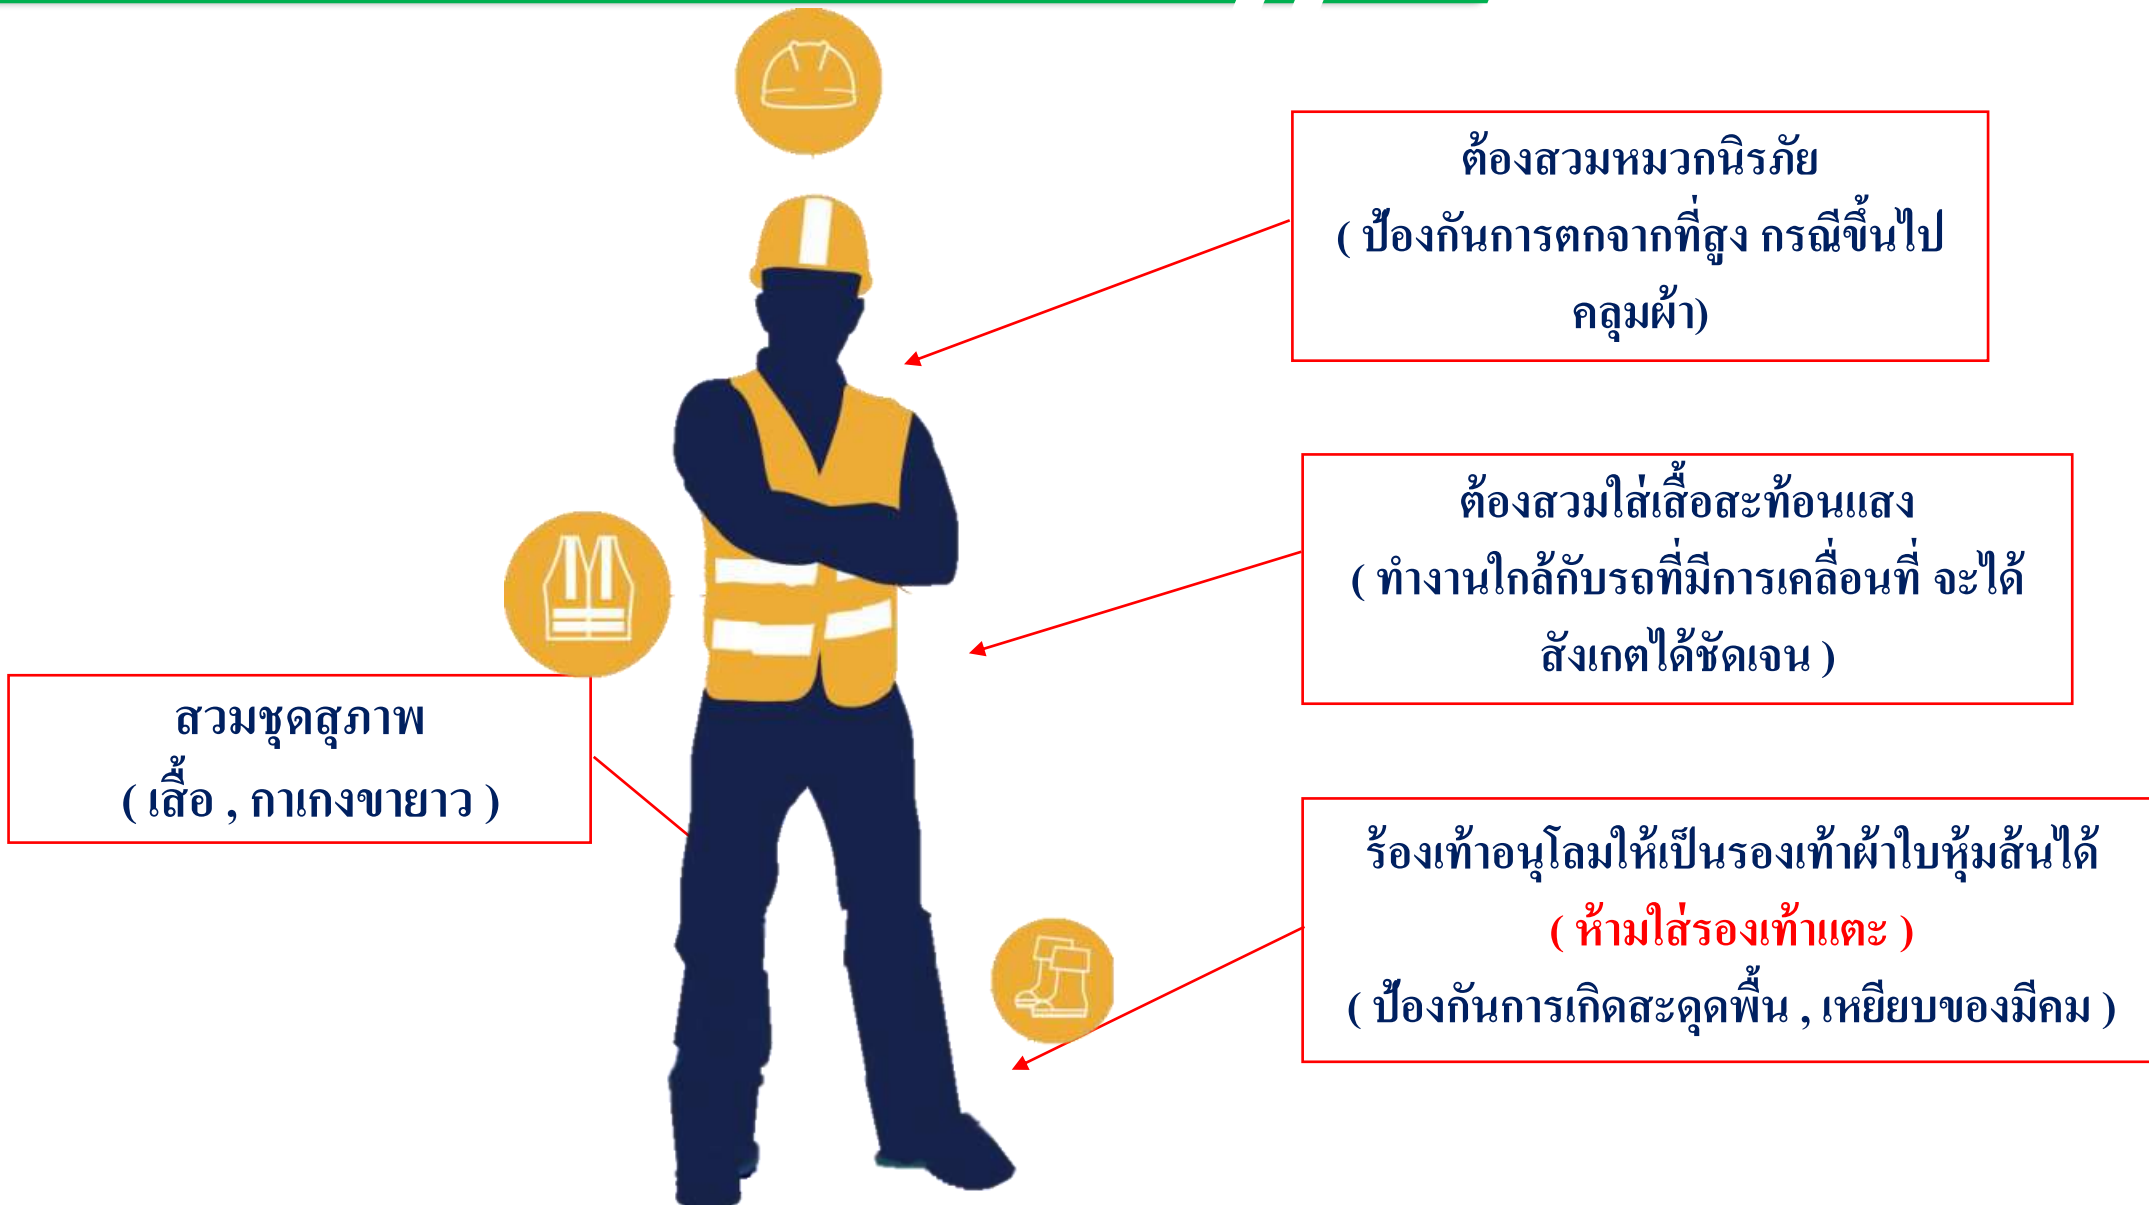 ต้องสวมหมวกนิรภัย
( ป้องกันการตกจากที่สูง กรณีขึ้นไป
คลุมผ้า)
ต้องสวมใส่เสื้อสะท้อนแสง
( ทำงานใกล้กับรถที่มีการเคลื่อนที่ จะได้
สังเกตได้ชัดเจน )
สวมชุดสุภาพ
( เสื้อ , กาเกงขายาว )
ร้องเท้าอนุโลมให้เป็นรองเท้าผ้าใบหุ้มส้นได้
( ห้ามใส่รองเท้าแตะ )
( ป้องกันการเกิดสะดุดพื้น , เหยียบของมีคม )